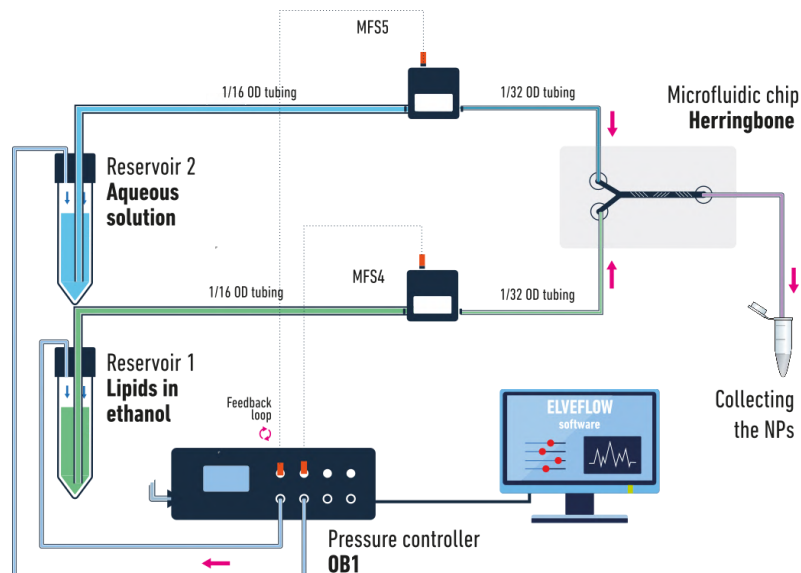 MFS5
1/16 OD tubing
1/32 OD tubing
Microfluidic chip
Herringbone
Reservoir 2
Aqueous
solution
MFS4
1/16 OD tubing
1/32 OD tubing
Reservoir 1
Lipids in
ethanol
Feedback
loop
ELVEFLOW
software
Collecting
the NPs
Pressure controller
OB1